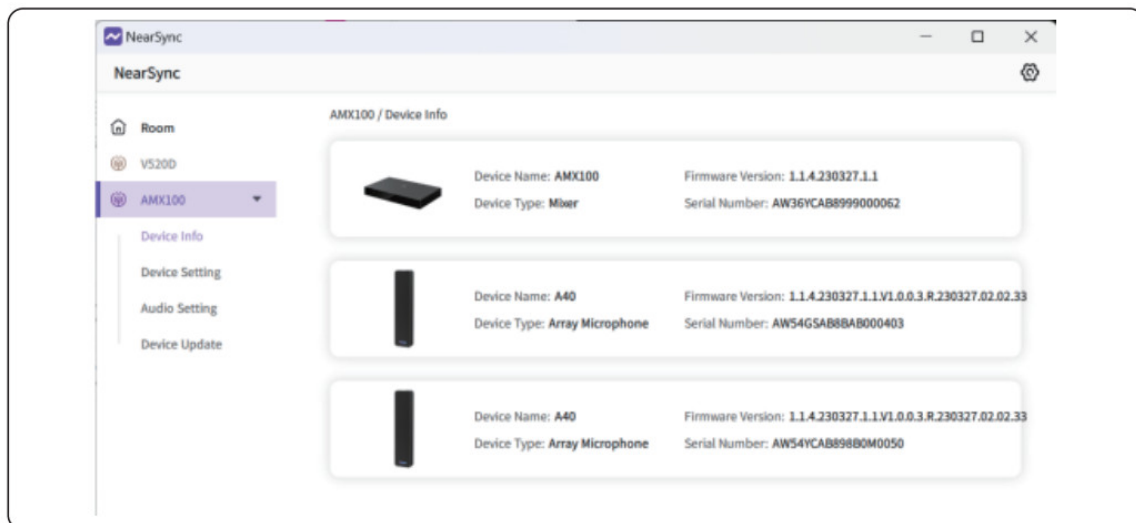 NearSync
NearSync
Room
V520D
AMX100
Device Info
Device Setting
Audio Setting
Device Update
AMX100 / Device Info
Device Name: AMX100 Firmware Version: 1.1.4.230327.1.1
Device Type: Mixer Serial Number: AW36YCAB8999000062
Device Name: A40 Firmware Version: 1.1.4.230327.1.1.V1.0.0.3.R.230327.02.02.33
Device Type: Array Microphone Serial Number: AW54GSAB8BAB000403
Device Name: A40 Firmware Version: 1.1.4.230327.1.1.V1.0.0.3.R.230327.02.02.33
Device Type: Array Microphone Serial Number: AW54YCAB898B0M0050